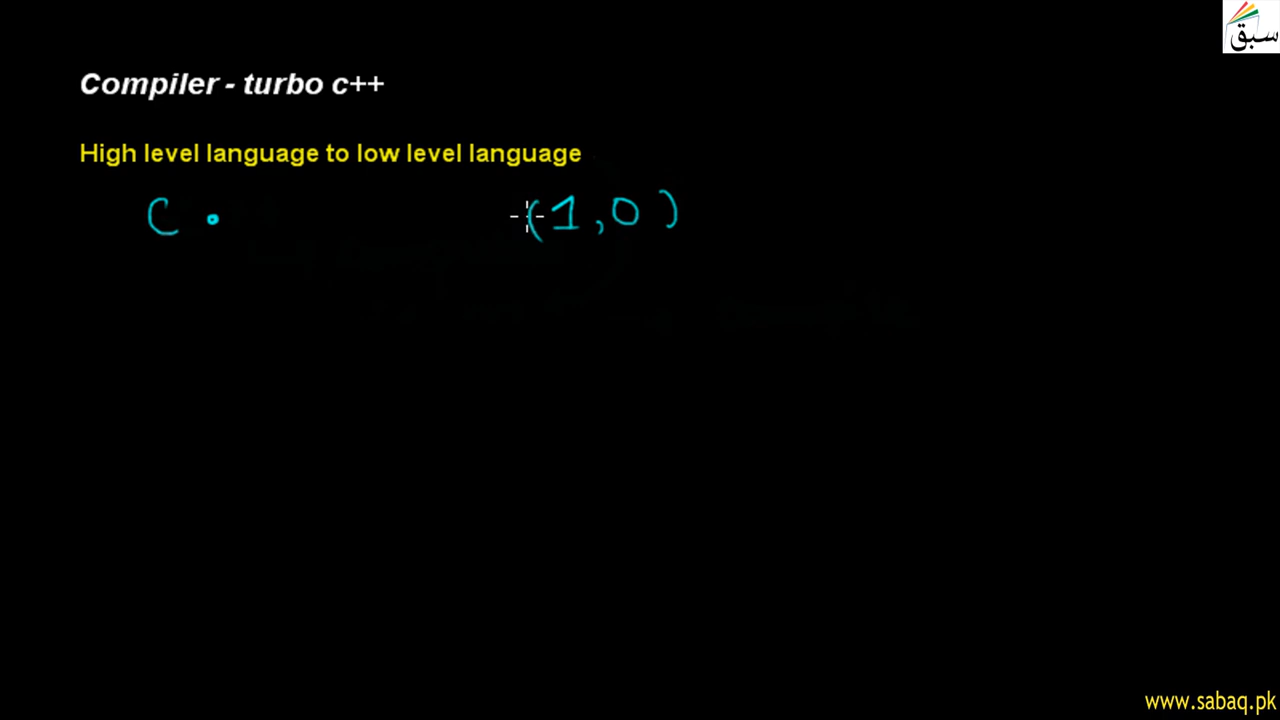 سبق
Compiler - turbo c++
High level language to low level language
C • (1,0)
www.sabaq.pk